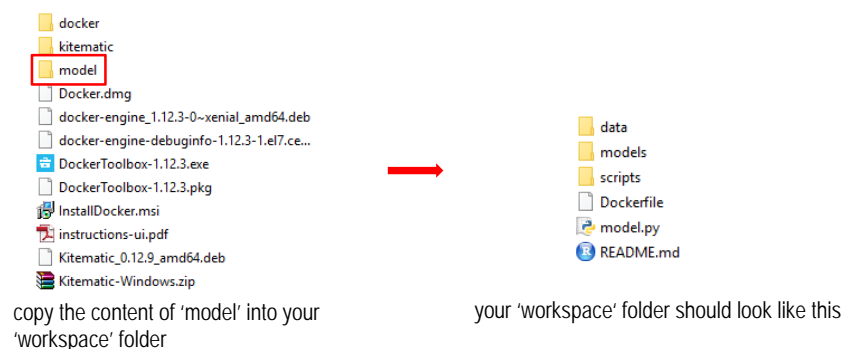 docker
kitematic
model
Docker.dmg
docker-engine_1.12.3-0~xenial_amd64.deb
docker-engine-debuginfo-1.12.3-1.el7.ce...
DockerToolbox-1.12.3.exe
DockerToolbox-1.12.3.pkg
InstallDocker.msi
instructions-ui.pdf
Kitematic_0.12.9_amd64.deb
Kitematic-Windows.zip
copy the content of ‘model’ into your
‘workspace’ folder
data
models
scripts
Dockerfile
model.py
README.md
your ‘workspace‘ folder should look like this